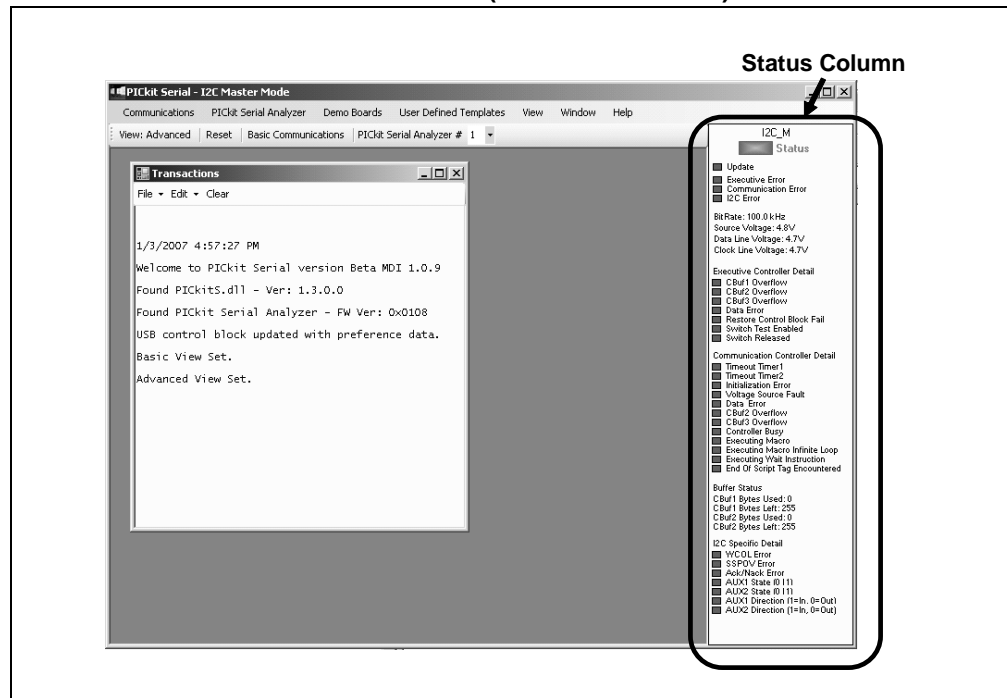 Status Column
PICkit Serial - I2C Master Mode
Communications PICkit Serial Analyzer Demo Boards User Defined Templates View Window Help
View: Advanced Reset Basic Communications PICkit Serial Analyzer # 1
Transactions
File Edit Clear
1/3/2007 4:57:27 PM
Welcome to PICkit Serial version Beta MDI 1.0.9
Found PICkitS.dll - Ver: 1.3.0.0
Found PICkit Serial Analyzer - FW Ver: 0x0108
USB control block updated with preference data.
Basic View Set.
Advanced View Set.
I2C_M
Status
Update
Executive Error
Communication Error
I2C Error
Bit Rate: 100.0 kHz
Source Voltage: 4.8V
Data Line Voltage: 4.7V
Clock Line Voltage: 4.7V
Executive Controller Detail
CBuf1 Overflow
CBuf2 Overflow
CBuf3 Overflow
Data Error
Restore Control Block Fail
Switch Test Enabled
Switch Released
Communication Controller Detail
Timeout Timer1
Timeout Timer2
Initialization Error
Voltage Source Fault
Data Error
CBuf2 Overflow
CBuf3 Overflow
Controller Busy
Executing Macro
Executing Macro Infinite Loop
Executing Wait Instruction
End Of Script Tag Encountered
Buffer Status
CBuf1 Bytes Used: 0
CBuf1 Bytes Left: 255
CBuf2 Bytes Used: 0
CBuf2 Bytes Left: 255
I2C Specific Detail
WCOL Error
SSPOV Error
Ack/Nack Error
AUX1 State (0 | 1)
AUX2 State (0 | 1)
AUX1 Direction (1=In, 0=Out)
AUX2 Direction (1=In, 0=Out)